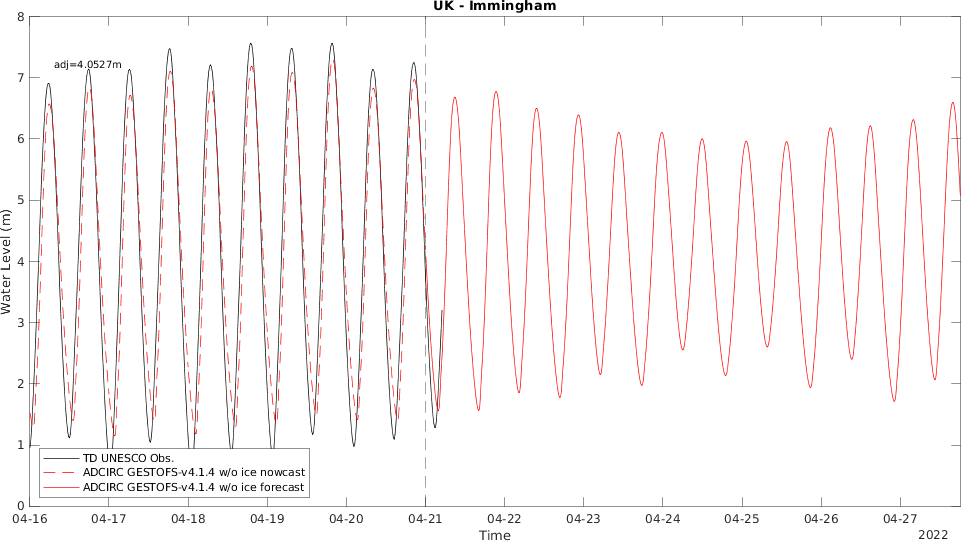 UK - Immingham
8
7
6
5
4
3
2
1
0
Water Level (m)
adj=4.0527m
TD UNESCO Obs.
ADCIRC GESTOFS-v4.1.4 w/o ice nowcast
ADCIRC GESTOFS-v4.1.4 w/o ice forecast
04-16 04-17 04-18 04-19 04-20 04-21 04-22 04-23 04-24 04-25 04-26 04-27
Time
2022